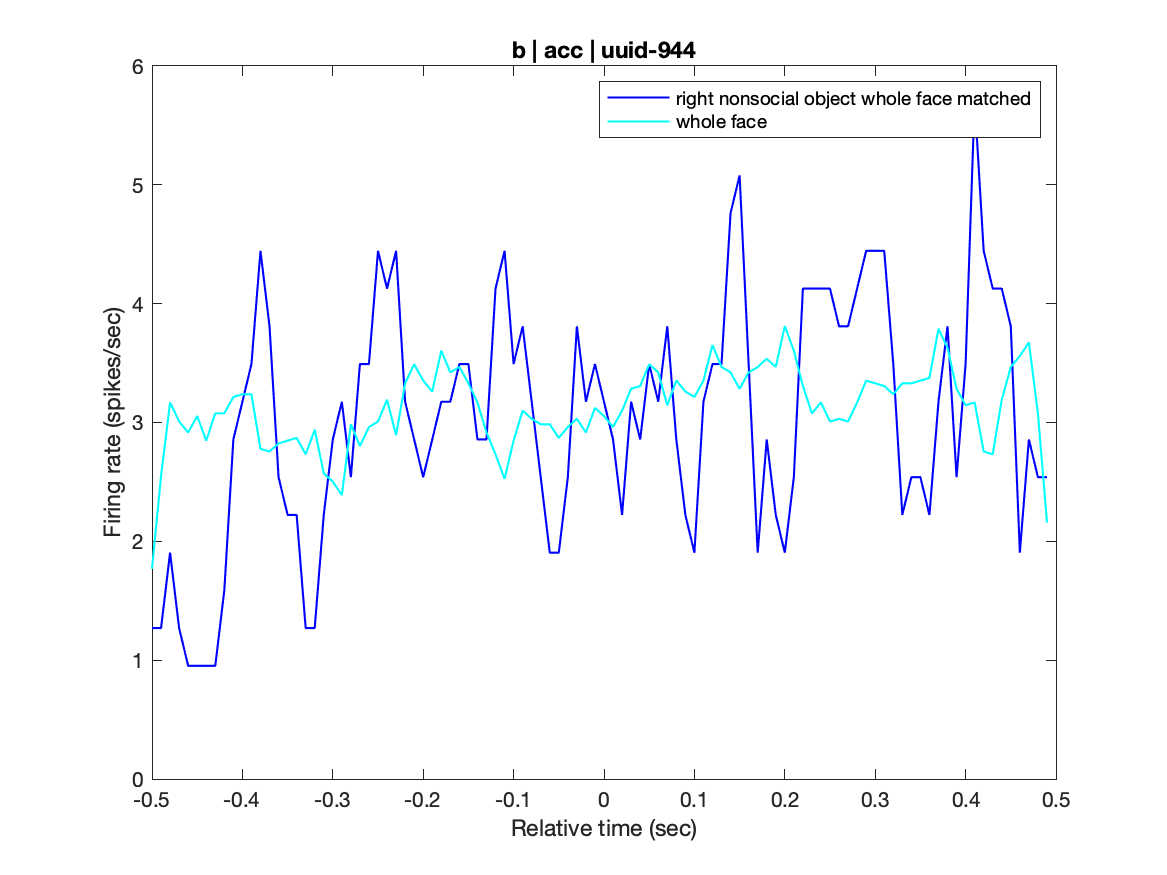 b | acc | uuid-944
6
right nonsocial object whole face matched
whole face
5
4
3
2
1
0
Firing rate (spikes/sec)
-0.5 -0.4 -0.3 -0.2 -0.1 0 0.1 0.2 0.3 0.4 0.5
Relative time (sec)